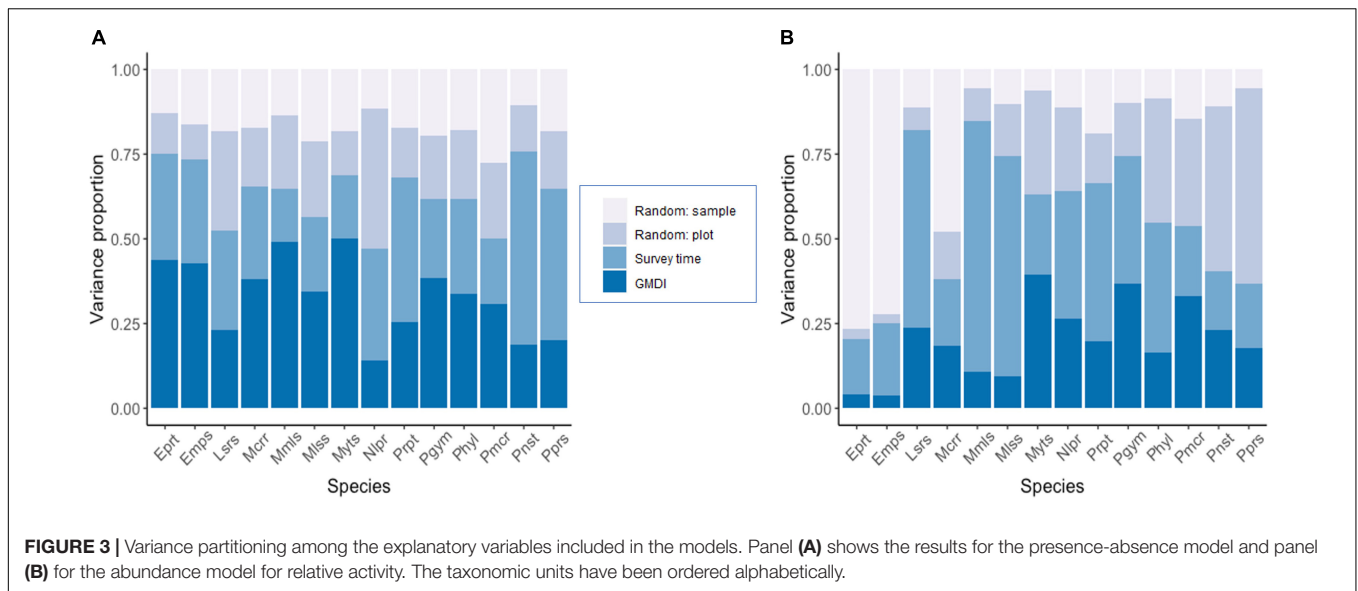 A
Variance proportion
1.00
0.75
0.50
0.25
0.00
Eprt Emps Lsrs Mcrr Mmls Mlss Myts Nlpr Prpt Pgym Phyl Pmcr Pnst Pprs
Species
Random: sample
Random: plot
Survey time
GMDI
B
Variance proportion
1.00
0.75
0.50
0.25
0.00
Eprt Emps Lsrs Mcrr Mmls Mlss Myts Nlpr Prpt Pgym Phyl Pmcr Pnst Pprs
Species
FIGURE 3 | Variance partitioning among the explanatory variables included in the models. Panel (A) shows the results for the presence-absence model and panel
(B) for the abundance model for relative activity. The taxonomic units have been ordered alphabetically.